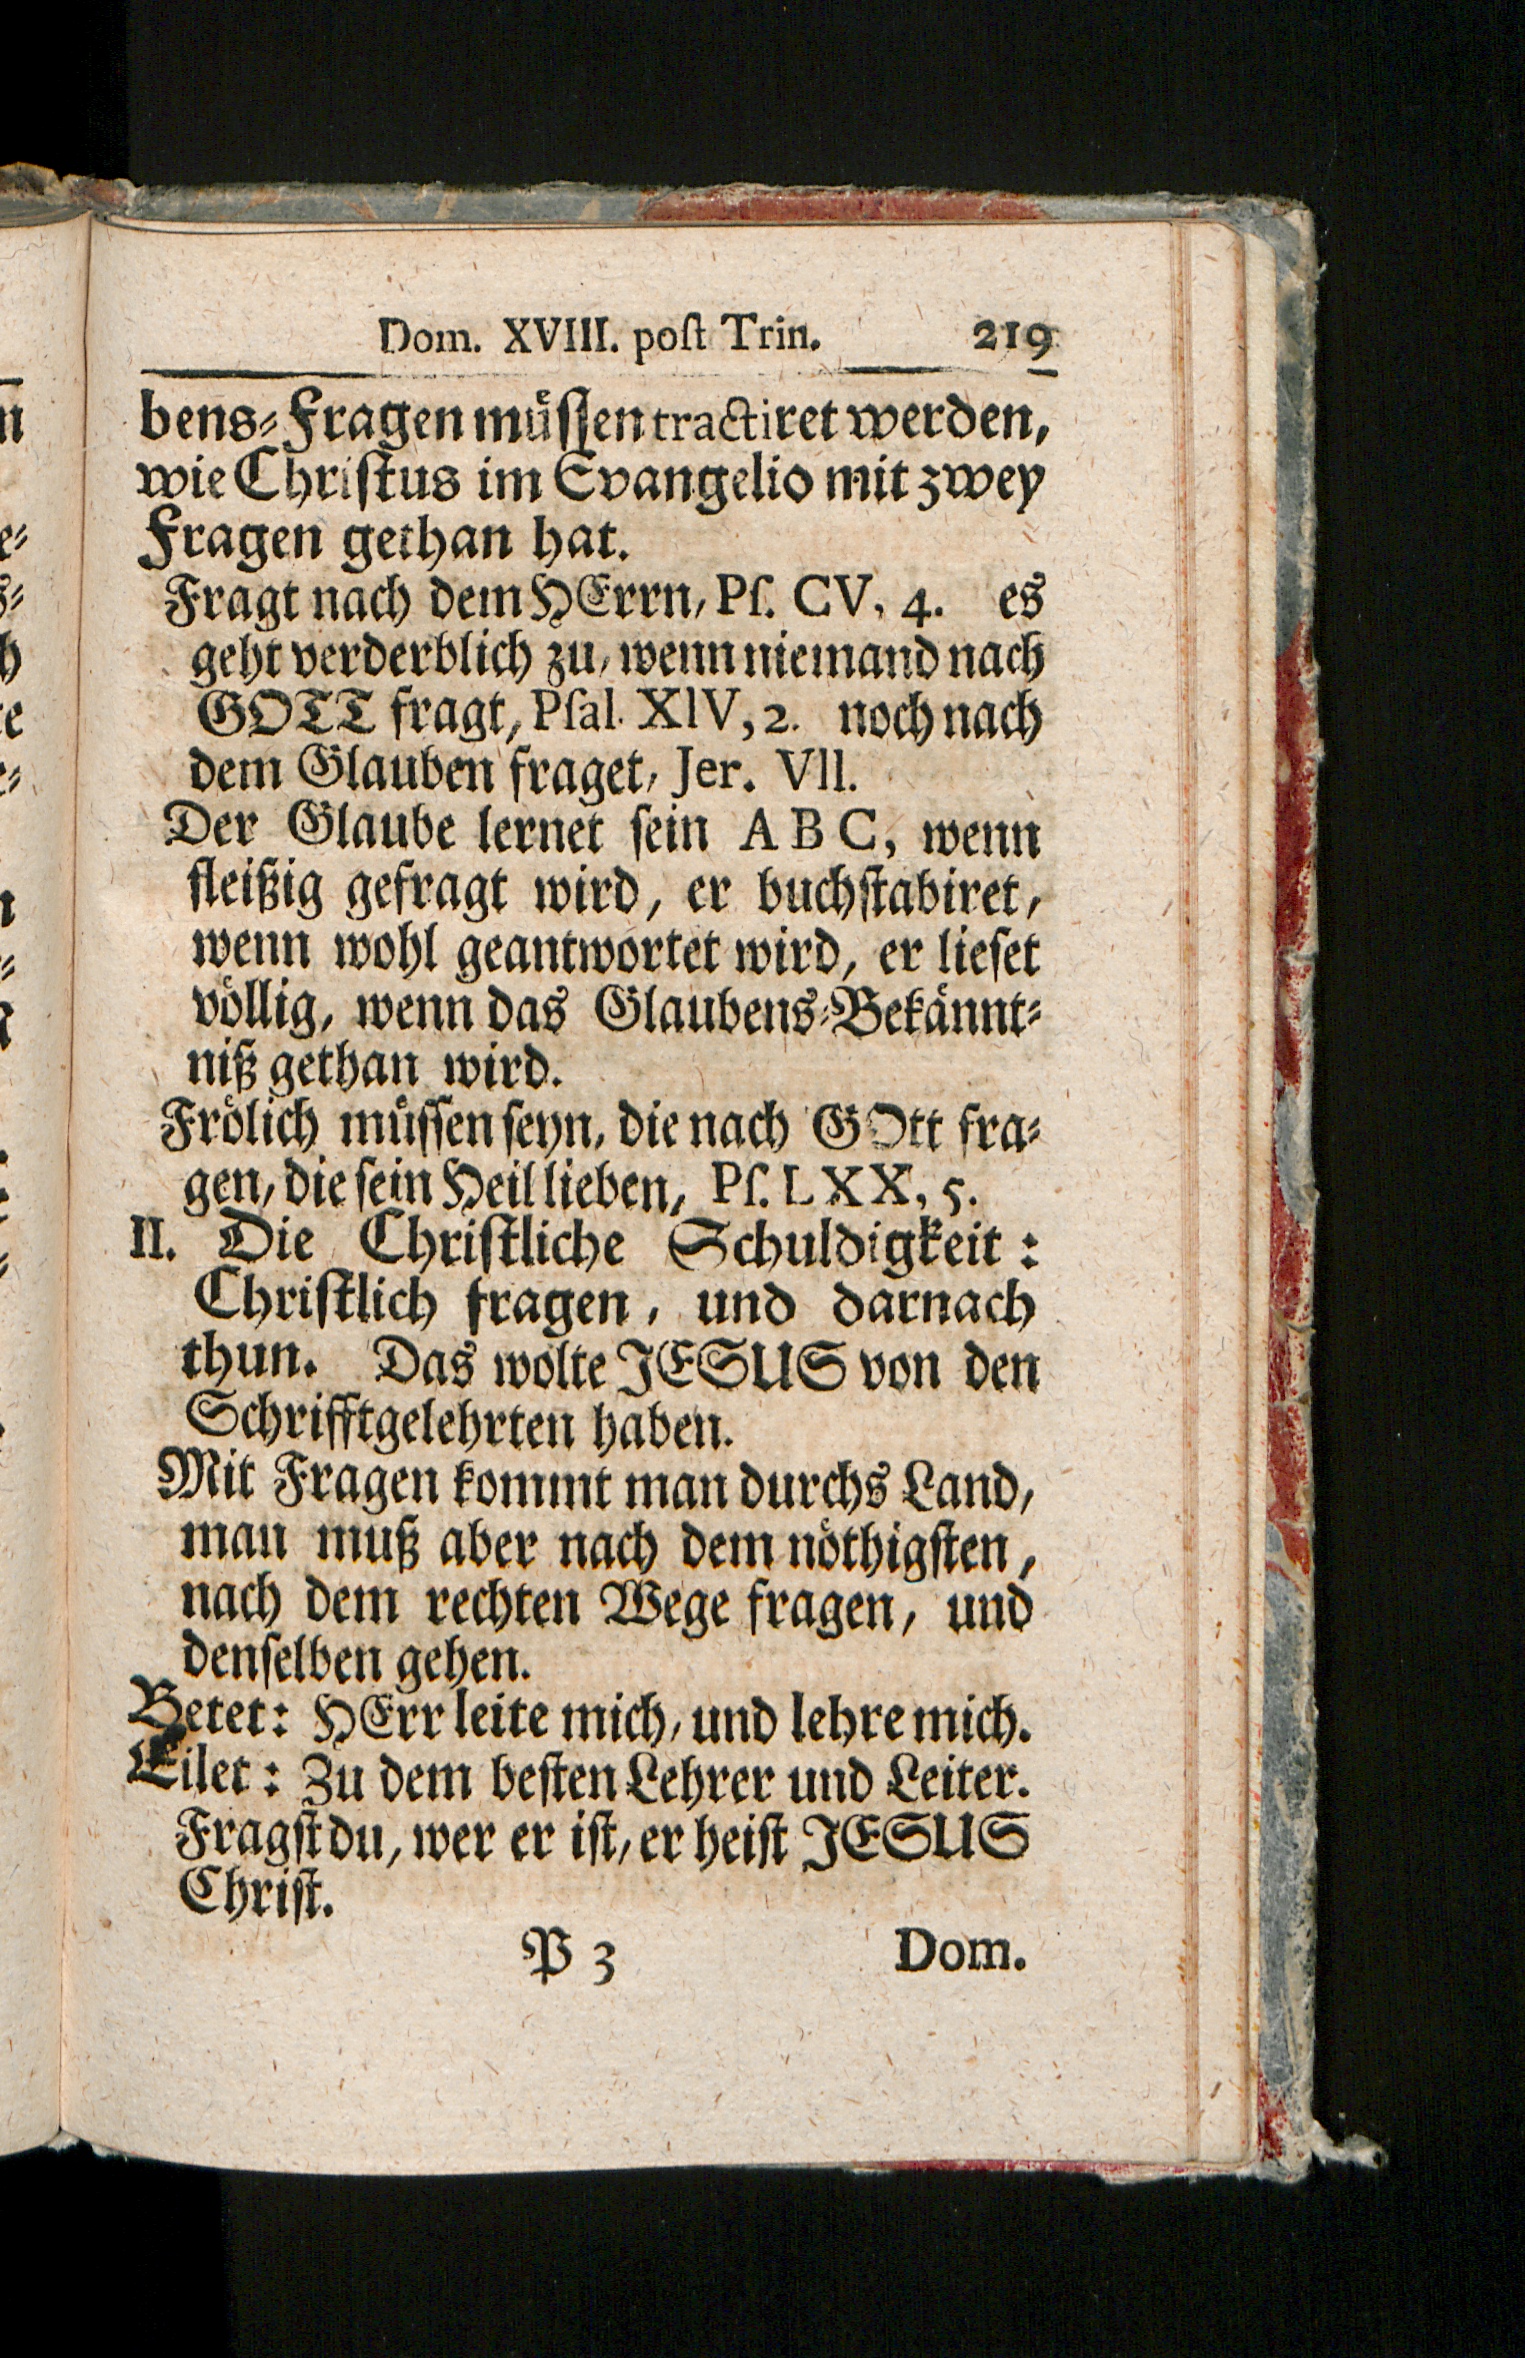 Dom. XVIII. poſt Trin. 219
bens-Fragen müſſen tractiret werden,
wie Chriſtus im Evangelio mit zwey
Fragen gethan hat.
Fragt nach dem HErrn, Pſ. CV, 4. es
geht verderblich zu, wenn niemand nach
GOTT fragt, Pſal. XIV, 2. noch nach
dem Glauben fraget, Jer. VII.
Der Glaube lernet ſein A B C, wenn
fleißig gefragt wird, er buchſtabiret,
wenn wohl geantwortet wird, er lieſet
völlig, wenn das Glaubens-Bekännt-
niß gethan wird.
Frölich müſſen ſeyn, die nach GOtt fra-
gen, die ſein Heil lieben, Pſ. LXX, 5.
II. Die Chriſtliche Schuldigkeit:
Chriſtlich fragen, und darnach
thun. Das wolte JESUS von den
Schrifftgelehrten haben.
Mit Fragen kommt man durchs Land,
man muß aber nach dem nöthigſten,
nach dem rechten Wege fragen, und
denſelben gehen.
Betet: HErr leite mich, und lehre mich.
Eilet: Zu dem beſten Lehrer und Leiter.
Fragſt du, wer er iſt, er heiſt JESUS
Chriſt.
P 3 Dom.